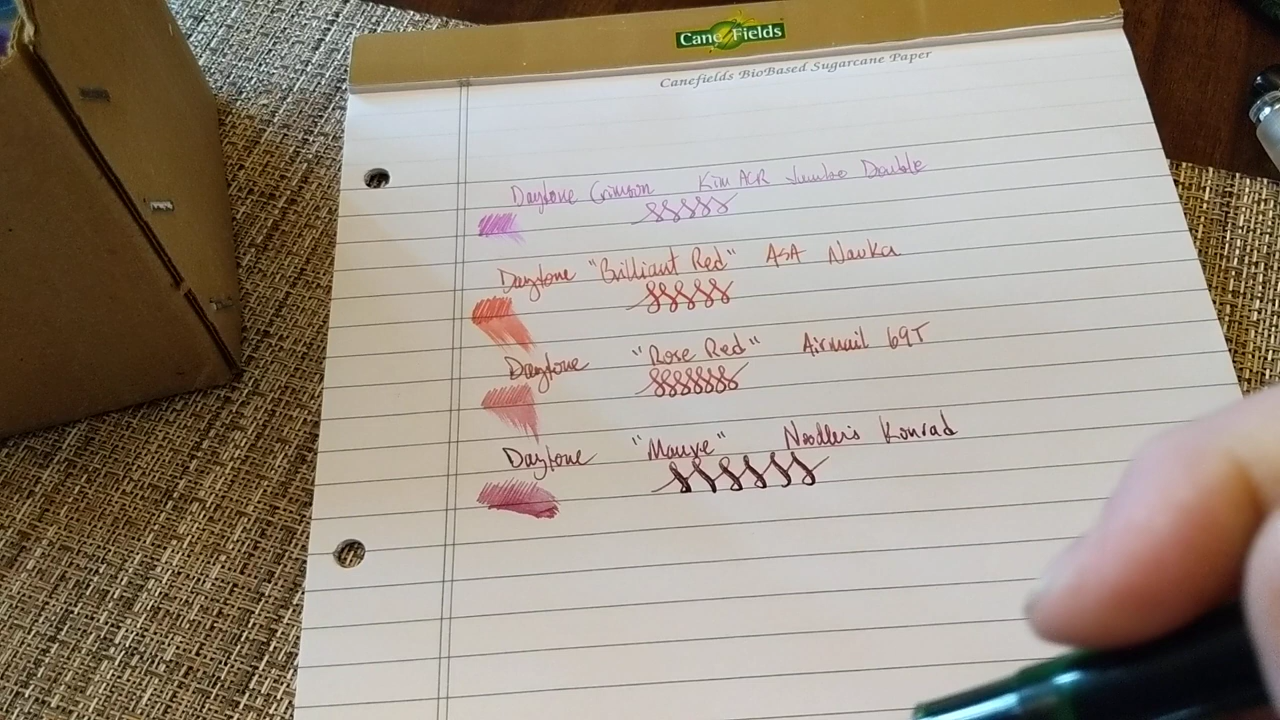 Cane Fields
Canefields BioBased Sugarcane Paper
Daytone Crimson Kim ACR Jumbo Double
Daytone "Brilliant Red" ASA Nauka
Daytone "Rose Red" Airmail 69T
Daytone "Mauve" Noodler's Konrad